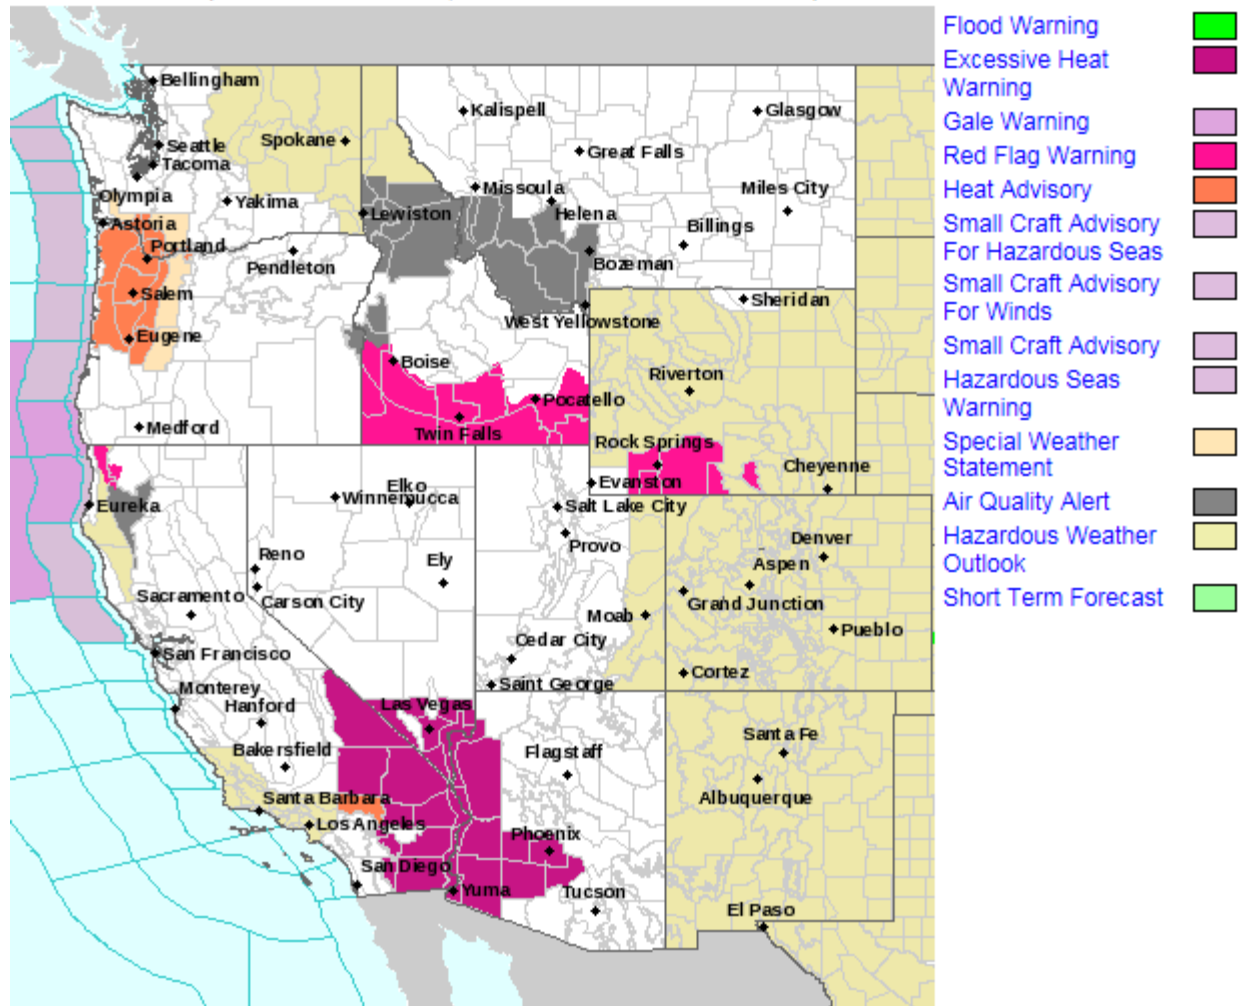 Bellingham
Kalispell
Glasgow
Seattle
Spokane
Great Falls
Tacoma
Olympia
Missoula
Miles City
Yakima
Lewiston
Helena
Astoria
Portland
Billings
Pendleton
Bozeman
Salem
Sheridan
West Yellowstone
Eugene
Boise
Riverton
Pocatello
Medford
Twin Falls
Rock Springs
Cheyenne
Evanston
Elko
Winnemucca
Eureka
Salt Lake City
Denver
Provo
Reno
Ely
Aspen
Sacramento
Carson City
Grand Junction
Moab
Pueblo
Cedar City
San Francisco
Cortez
Saint George
Monterey
Hanford
Las Vegas
Santa Fe
Bakersfield
Flagstaff
Santa Barbara
Albuquerque
Los Angeles
Phoenix
San Diego
Yuma
Tucson
El Paso
Flood Warning
Excessive Heat
Warning
Gale Warning
Red Flag Warning
Heat Advisory
Small Craft Advisory
For Hazardous Seas
Small Craft Advisory
For Winds
Small Craft Advisory
Hazardous Seas
Warning
Special Weather
Statement
Air Quality Alert
Hazardous Weather
Outlook
Short Term Forecast